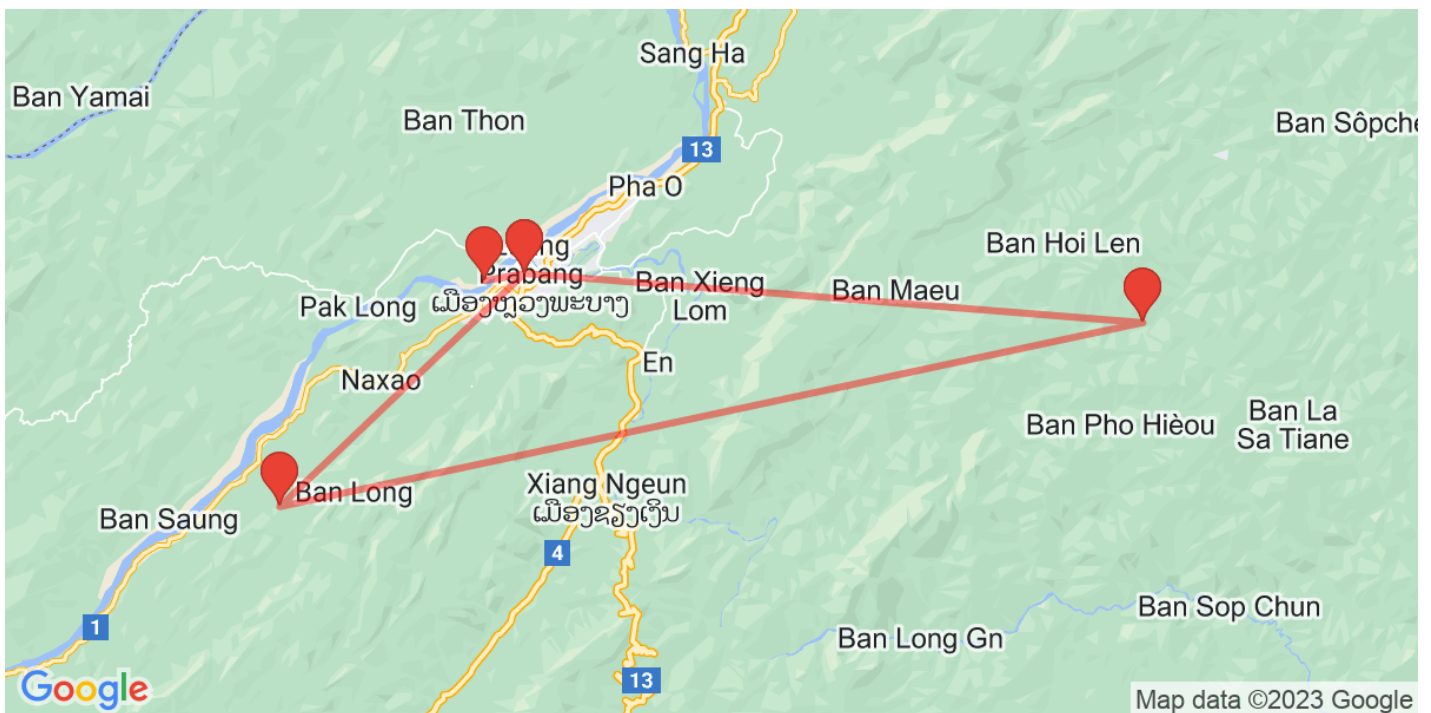 Sang Ha
Ban Yamai
Ban Thon
Ban Sôpche
13
Pha O
Ban Hoi Len
Prabang
ເມືອງຫຼວງພະບາງ
Ban Xieng
Lom
Ban Maeu
Pak Long
En
Naxao
Ban Pho Hièou
Ban La
Sa Tiane
Ban Long
Xiang Ngeun
ເມືອງຊຽງເງິນ
Ban Saung
4
Ban Sop Chun
1
Ban Long Gn
13
Google
Map data ©2023 Google